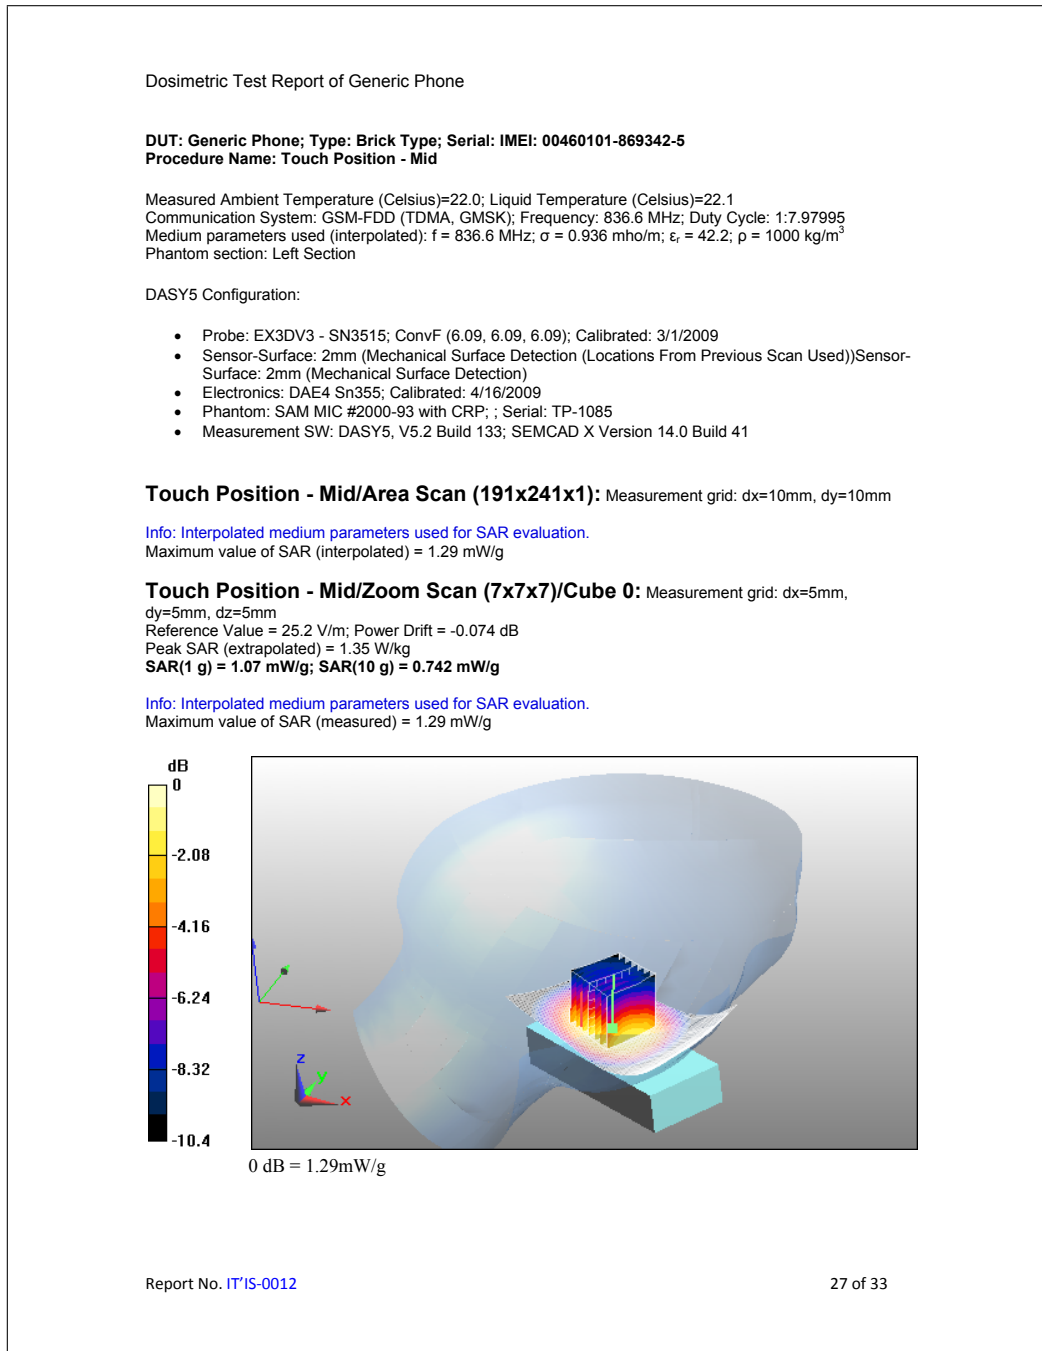 Dosimetric Test Report of Generic Phone
DUT: Generic Phone; Type: Brick Type; Serial: IMEI: 00460101-869342-5
Procedure Name: Touch Position - Mid
Measured Ambient Temperature (Celsius)=22.0; Liquid Temperature (Celsius)=22.1
Communication System: GSM-FDD (TDMA, GMSK); Frequency: 836.6 MHz; Duty Cycle: 1:7.97995
Medium parameters used (interpolated): f = 836.6 MHz; σ = 0.936 mho/m; εr = 42.2; ρ = 1000 kg/m³
Phantom section: Left Section
DASY5 Configuration:
• Probe: EX3DV3 - SN3515; ConvF (6.09, 6.09, 6.09); Calibrated: 3/1/2009
• Sensor-Surface: 2mm (Mechanical Surface Detection (Locations From Previous Scan Used))Sensor-
Surface: 2mm (Mechanical Surface Detection)
• Electronics: DAE4 Sn355; Calibrated: 4/16/2009
• Phantom: SAM MIC #2000-93 with CRP; ; Serial: TP-1085
• Measurement SW: DASY5, V5.2 Build 133; SEMCAD X Version 14.0 Build 41
Touch Position - Mid/Area Scan (191x241x1): Measurement grid: dx=10mm, dy=10mm
Info: Interpolated medium parameters used for SAR evaluation.
Maximum value of SAR (interpolated) = 1.29 mW/g
Touch Position - Mid/Zoom Scan (7x7x7)/Cube 0: Measurement grid: dx=5mm,
dy=5mm, dz=5mm
Reference Value = 25.2 V/m; Power Drift = -0.074 dB
Peak SAR (extrapolated) = 1.35 W/kg
SAR(1 g) = 1.07 mW/g; SAR(10 g) = 0.742 mW/g
Info: Interpolated medium parameters used for SAR evaluation.
Maximum value of SAR (measured) = 1.29 mW/g
dB
0
-2.08
-4.16
-6.24
-8.32
-10.4
z
y
x
0 dB = 1.29mW/g
Report No. IT'IS-0012 27 of 33